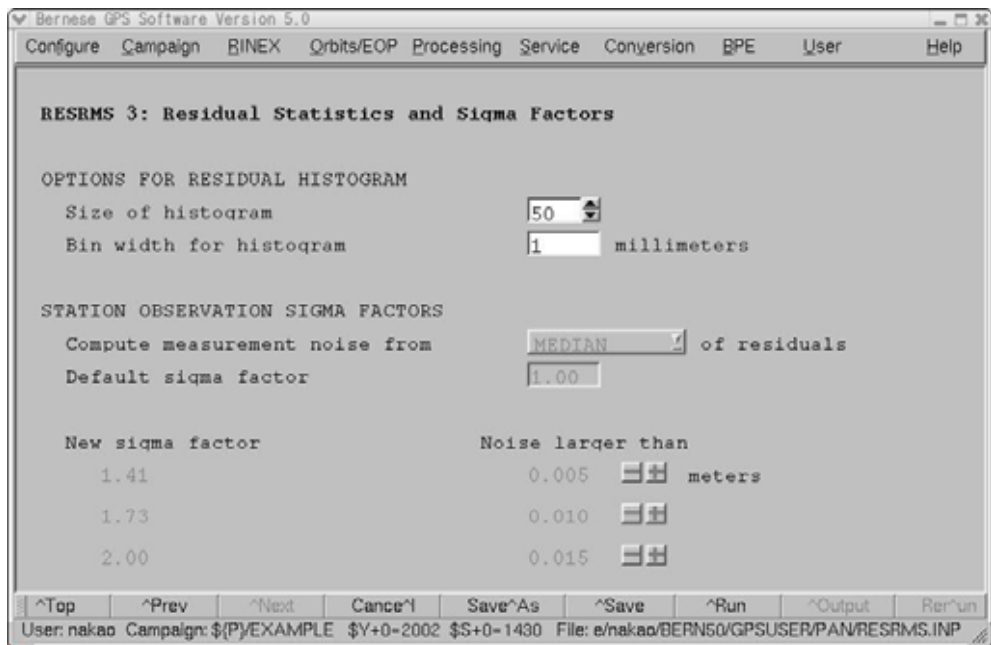 Bernese GPS Software Version 5.0
Configure Campaign RINEX Orbits/EOP Processing Service Conversion BPE User Help
RESRMS 3: Residual Statistics and Sigma Factors
OPTIONS FOR RESIDUAL HISTOGRAM
Size of histogram 50
Bin width for histogram 1 millimeters
STATION OBSERVATION SIGMA FACTORS
Compute measurement noise from MEDIAN of residuals
Default sigma factor 1.00
New sigma factor Noise larger than
1.41 0.005 meters
1.73 0.010
2.00 0.015
^Top ^Prev ^Next Cance^l Save^As ^Save ^Run ^Output Rer^un
User: nakao Campaign: ${P}/EXAMPLE $Y+0=2002 $S+0=1430 File: e/nakao/BERN50/GPSUSER/PAN/RESRMS.INP